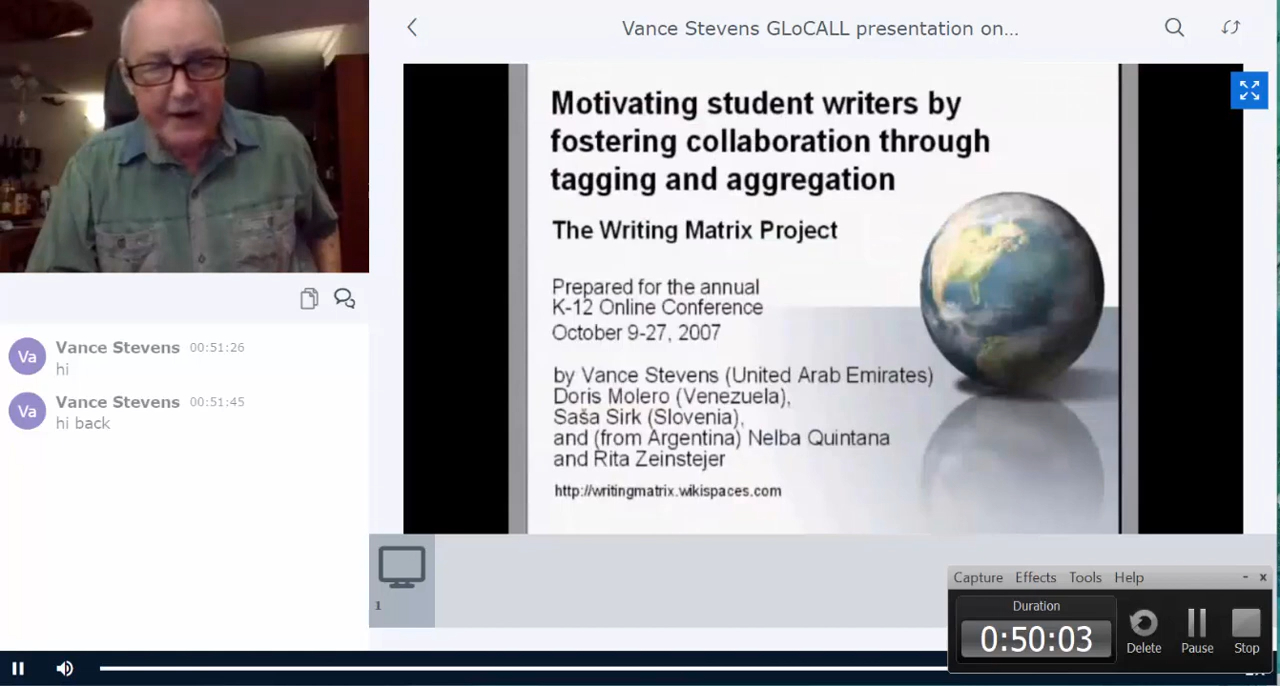 Vance Stevens GLoCALL presentation on...
Motivating student writers by
fostering collaboration through
tagging and aggregation
The Writing Matrix Project
Prepared for the annual
K-12 Online Conference
October 9-27, 2007
by Vance Stevens (United Arab Emirates)
Doris Molero (Venezuela),
Saša Sirk (Slovenia),
and (from Argentina) Nelba Quintana
and Rita Zeinstejer
http://writingmatrix.wikispaces.com
Va
Vance Stevens 00:51:26
hi
Va
Vance Stevens 00:51:45
hi back
1
Capture Effects Tools Help
Duration
0:50:03
Delete Pause Stop